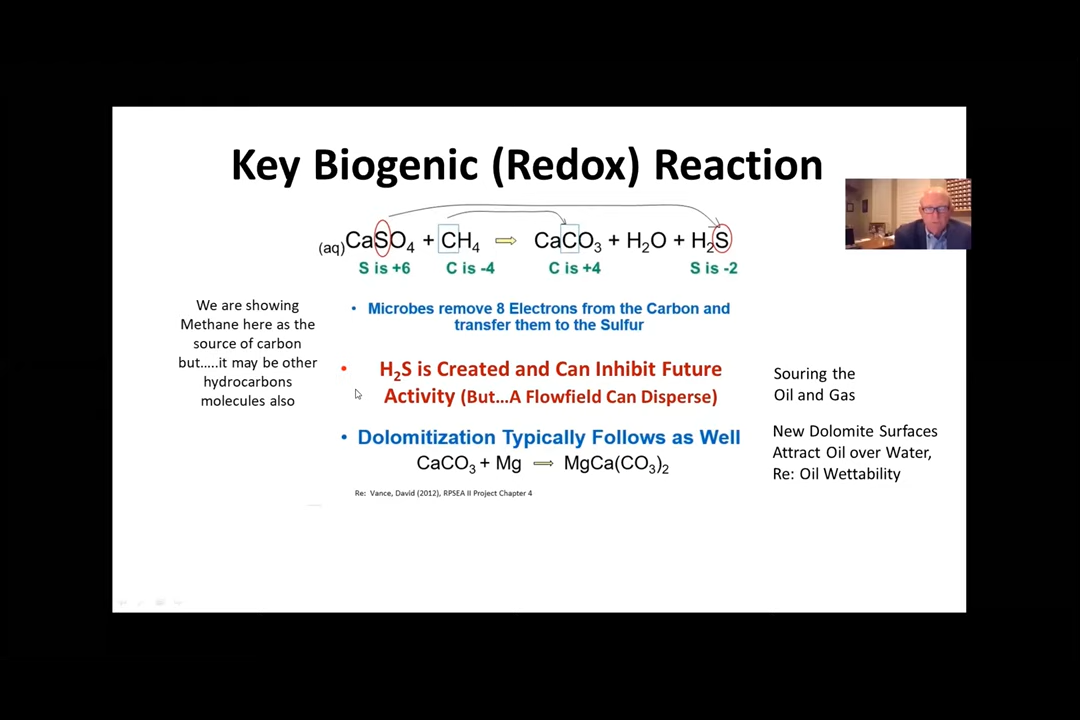 Key Biogenic (Redox) Reaction
(aq)CaSO₄ + CH₄ ⇨ CaCO₃ + H₂O + H₂S
S is +6 C is -4 C is +4 S is -2
We are showing
Methane here as the
source of carbon
but.....it may be other
hydrocarbons
molecules also
• Microbes remove 8 Electrons from the Carbon and
transfer them to the Sulfur
• H₂S is Created and Can Inhibit Future
Activity (But...A Flowfield Can Disperse)
Souring the
Oil and Gas
• Dolomitization Typically Follows as Well
CaCO₃ + Mg ⇨ MgCa(CO₃)₂
New Dolomite Surfaces
Attract Oil over Water,
Re: Oil Wettability
Re: Vance, David (2012), RPSEA II Project Chapter 4